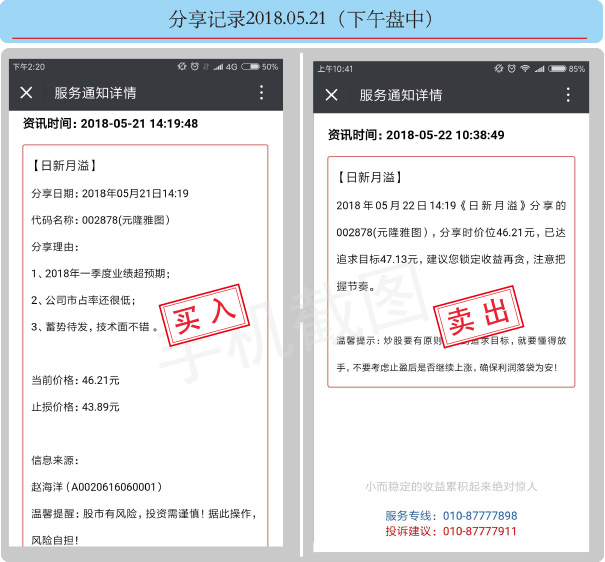 分享记录2018.05.21（下午盘中）
下午2:20
4G
50%
服务通知详情
资讯时间：2018-05-21 14:19:48
【日新月溢】
分享日期：2018年05月21日14:19
代码名称：002878(元隆雅图)
分享理由：
1、2018年一季度业绩超预期；
2、公司市占率还很低；
3、蓄势待发，技术面不错 。
买入
当前价格：46.21元
止损价格：43.89元
信息来源：
赵海洋（A0020616060001）
温馨提醒：股市有风险，投资需谨慎！据此操作，
风险自担！
上午10:41
85%
服务通知详情
资讯时间：2018-05-22 10:38:49
【日新月溢】
2018年05月22日14:19《日新月溢》分享的
002878(元隆雅图) ，分享时价位46.21元，已达
追求目标47.13元，建议您锁定收益再贪，注意把
握节奏。
卖出
温馨提示：炒股要有原则 追求目标，就要懂得放
手，不要考虑止盈后是否继续上涨，确保利润落袋为安！
小而稳定的收益累积起来绝对惊人
服务专线：010-87777898
投诉建议：010-87777911
手机截图